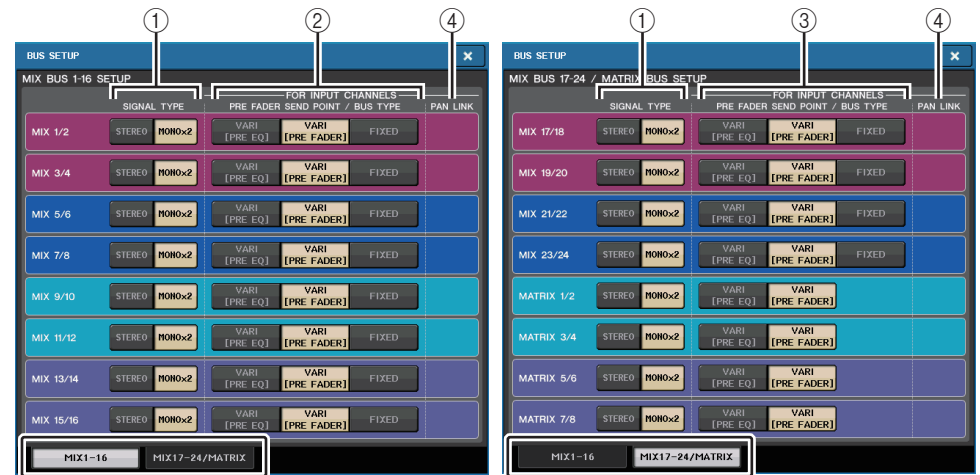 ① ② ④
BUS SETUP ×
MIX BUS 1-16 SETUP
FOR INPUT CHANNELS
SIGNAL TYPE PRE FADER SEND POINT / BUS TYPE PAN LINK
MIX 1/2 STEREO MONO×2 VARI [PRE EQ] VARI [PRE FADER] FIXED
MIX 3/4 STEREO MONO×2 VARI [PRE EQ] VARI [PRE FADER] FIXED
MIX 5/6 STEREO MONO×2 VARI [PRE EQ] VARI [PRE FADER] FIXED
MIX 7/8 STEREO MONO×2 VARI [PRE EQ] VARI [PRE FADER] FIXED
MIX 9/10 STEREO MONO×2 VARI [PRE EQ] VARI [PRE FADER] FIXED
MIX 11/12 STEREO MONO×2 VARI [PRE EQ] VARI [PRE FADER] FIXED
MIX 13/14 STEREO MONO×2 VARI [PRE EQ] VARI [PRE FADER] FIXED
MIX 15/16 STEREO MONO×2 VARI [PRE EQ] VARI [PRE FADER] FIXED
MIX1-16 MIX17-24/MATRIX
① ③ ④
BUS SETUP ×
MIX BUS 17-24 / MATRIX BUS SETUP
FOR INPUT CHANNELS
SIGNAL TYPE PRE FADER SEND POINT / BUS TYPE PAN LINK
MIX 17/18 STEREO MONO×2 VARI [PRE EQ] VARI [PRE FADER] FIXED
MIX 19/20 STEREO MONO×2 VARI [PRE EQ] VARI [PRE FADER] FIXED
MIX 21/22 STEREO MONO×2 VARI [PRE EQ] VARI [PRE FADER] FIXED
MIX 23/24 STEREO MONO×2 VARI [PRE EQ] VARI [PRE FADER] FIXED
MATRIX 1/2 STEREO MONO×2 VARI [PRE EQ] VARI [PRE FADER]
MATRIX 3/4 STEREO MONO×2 VARI [PRE EQ] VARI [PRE FADER]
MATRIX 5/6 STEREO MONO×2 VARI [PRE EQ] VARI [PRE FADER]
MATRIX 7/8 STEREO MONO×2 VARI [PRE EQ] VARI [PRE FADER]
MIX1-16 MIX17-24/MATRIX